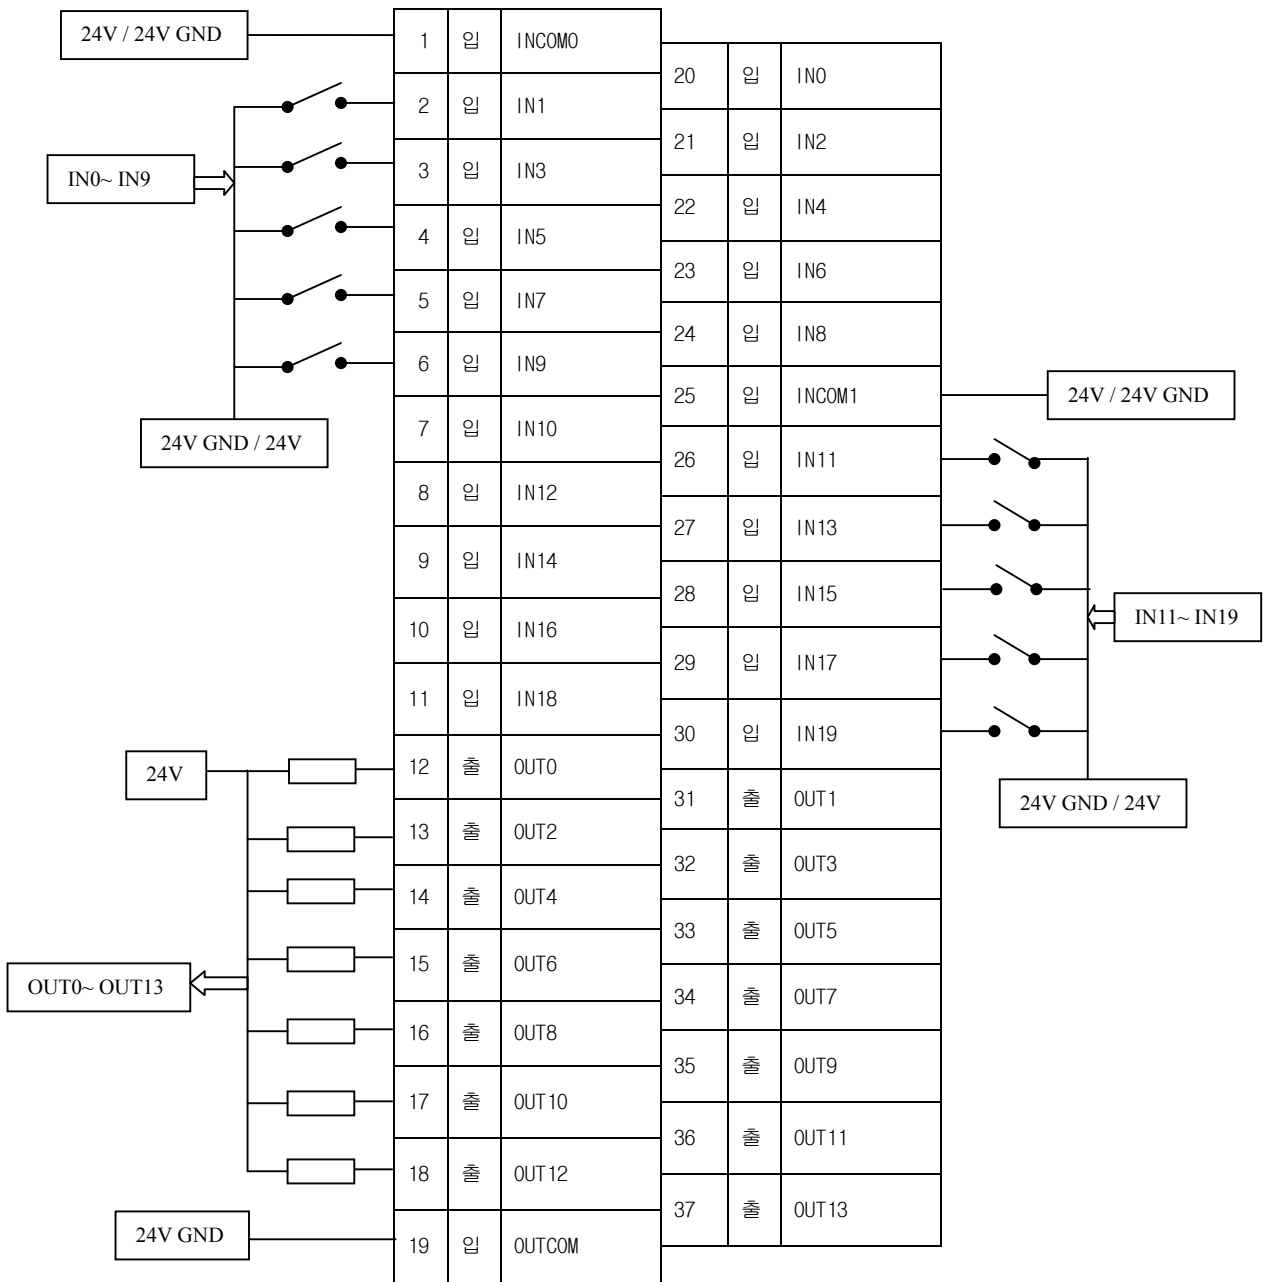 24V / 24V GND
1 입 INCOM0
2 입 IN1
3 입 IN3
IN0~ IN9
4 입 IN5
5 입 IN7
6 입 IN9
24V GND / 24V
7 입 IN10
8 입 IN12
9 입 IN14
10 입 IN16
11 입 IN18
24V
12 출 OUT0
13 출 OUT2
14 출 OUT4
15 출 OUT6
OUT0~ OUT13
16 출 OUT8
17 출 OUT10
18 출 OUT12
24V GND
19 입 OUTCOM
20 입 IN0
21 입 IN2
22 입 IN4
23 입 IN6
24 입 IN8
25 입 INCOM1
24V / 24V GND
26 입 IN11
27 입 IN13
28 입 IN15
IN11~ IN19
29 입 IN17
30 입 IN19
31 출 OUT1
24V GND / 24V
32 출 OUT3
33 출 OUT5
34 출 OUT7
35 출 OUT9
36 출 OUT11
37 출 OUT13